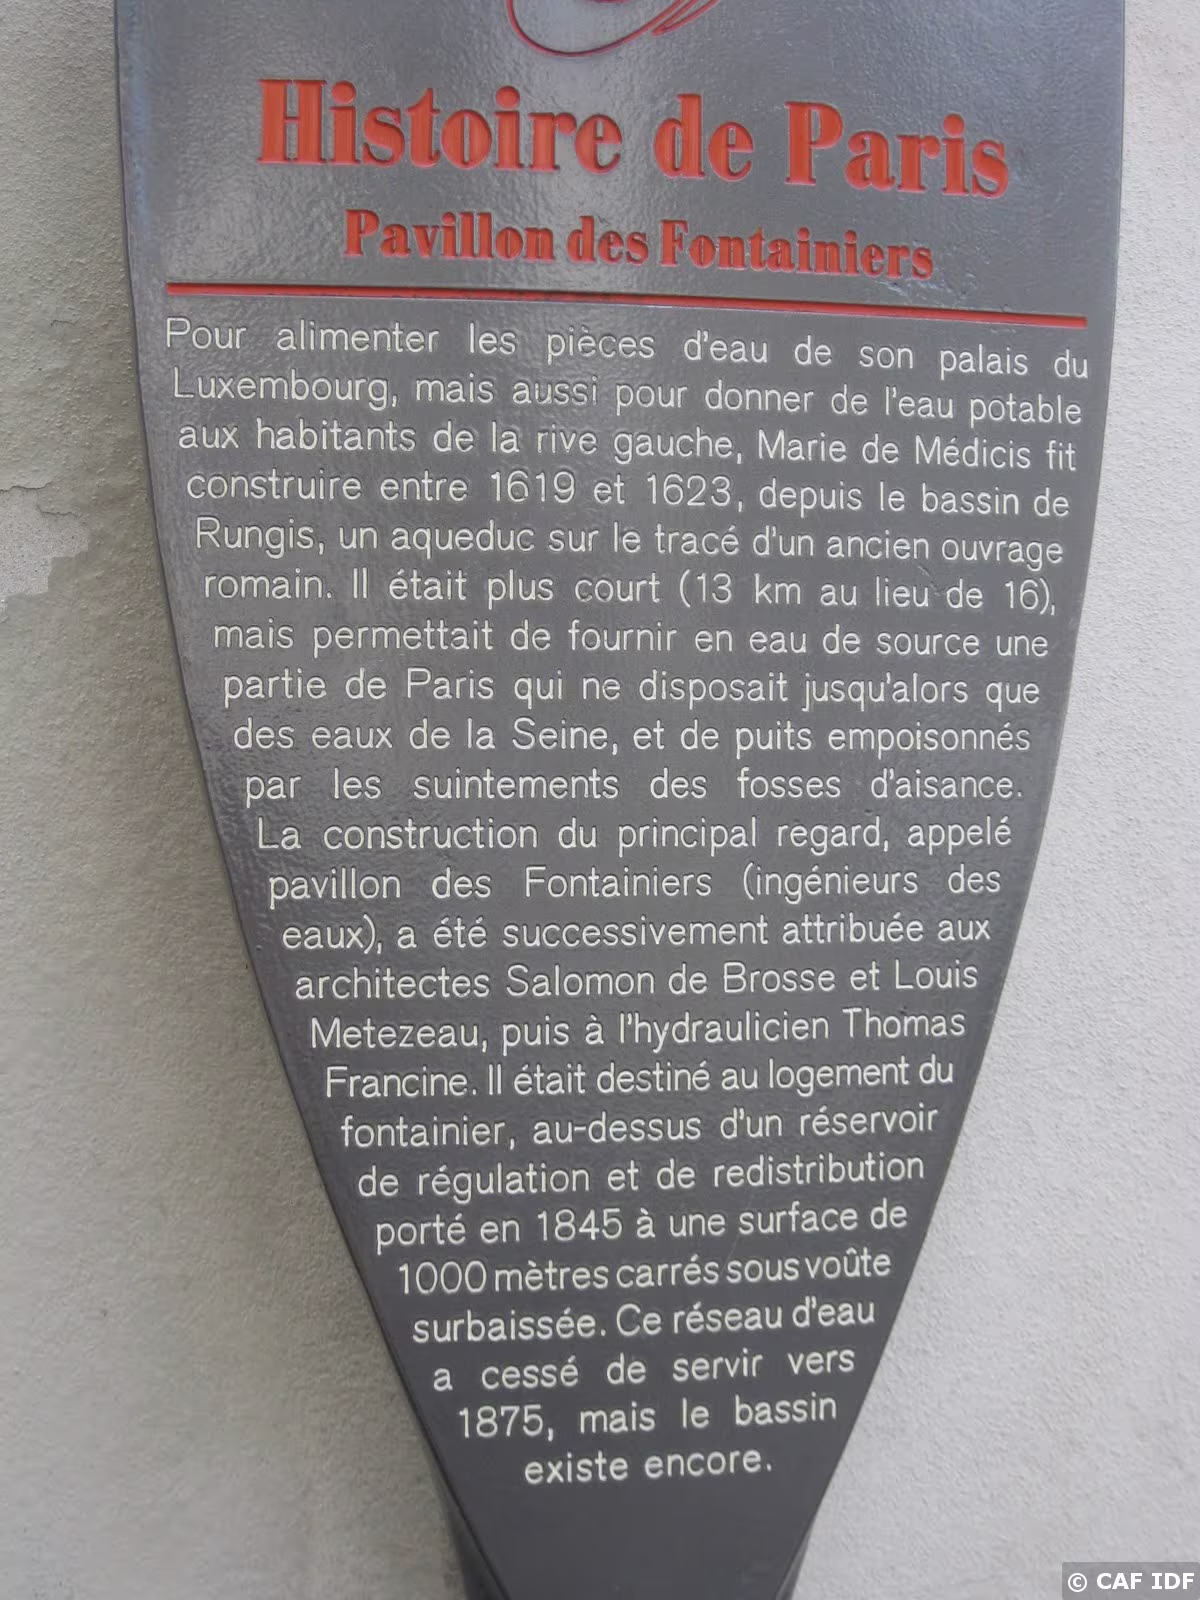 Histoire de Paris
Pavillon des Fontainiers
Pour alimenter les pièces d'eau de son palais du
Luxembourg, mais aussi pour donner de l'eau potable
aux habitants de la rive gauche, Marie de Médicis fit
construire entre 1619 et 1623, depuis le bassin de
Rungis, un aqueduc sur le tracé d'un ancien ouvrage
romain. Il était plus court (13 km au lieu de 16),
mais permettait de fournir en eau de source une
partie de Paris qui ne disposait jusqu'alors que
des eaux de la Seine, et de puits empoisonnés
par les suintements des fosses d'aisance.
La construction du principal regard, appelé
pavillon des Fontainiers (ingénieurs des
eaux), a été successivement attribuée aux
architectes Salomon de Brosse et Louis
Metezeau, puis à l'hydraulicien Thomas
Francine. Il était destiné au logement du
fontainier, au-dessus d'un réservoir
de régulation et de redistribution
porté en 1845 à une surface de
1000 mètres carrés sous voûte
surbaissée. Ce réseau d'eau
a cessé de servir vers
1875, mais le bassin
existe encore.
© CAF IDF